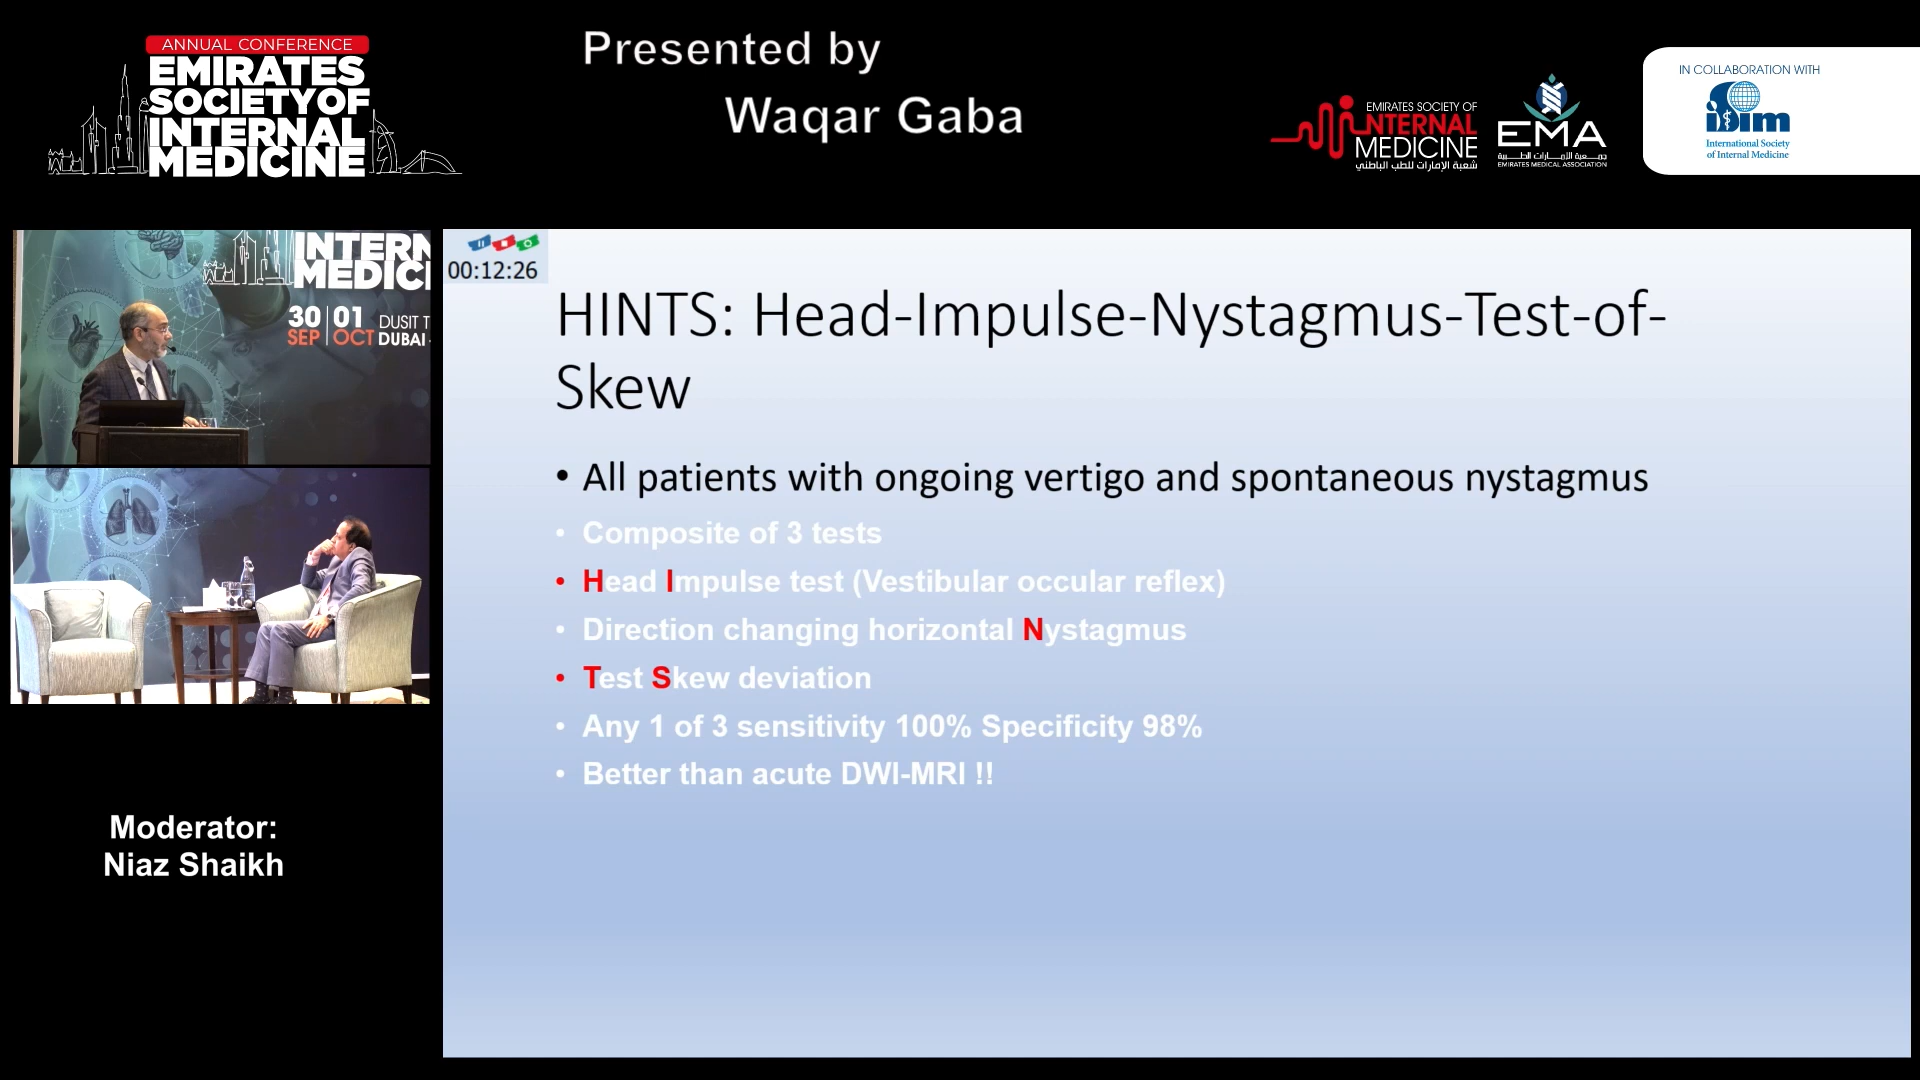 ANNUAL CONFERENCE
EMIRATES
SOCIETY OF
INTERNAL
MEDICINE
Presented by
Waqar Gaba
EMIRATES SOCIETY OF
INTERNAL
MEDICINE
شعبة الإمارات للطب الباطني
EMA
جمعية الإمارات الطبية
EMIRATES MEDICAL ASSOCIATION
IN COLLABORATION WITH
isim
International Society
of Internal Medicine
INTERN
MEDICI
30 SEP
01 OCT
DUSIT T
DUBAI
00:12:26
HINTS: Head-Impulse-Nystagmus-Test-of-
Skew
• All patients with ongoing vertigo and spontaneous nystagmus
• Composite of 3 tests
• Head Impulse test (Vestibular occular reflex)
• Direction changing horizontal Nystagmus
• Test Skew deviation
• Any 1 of 3 sensitivity 100% Specificity 98%
• Better than acute DWI-MRI !!
Moderator:
Niaz Shaikh